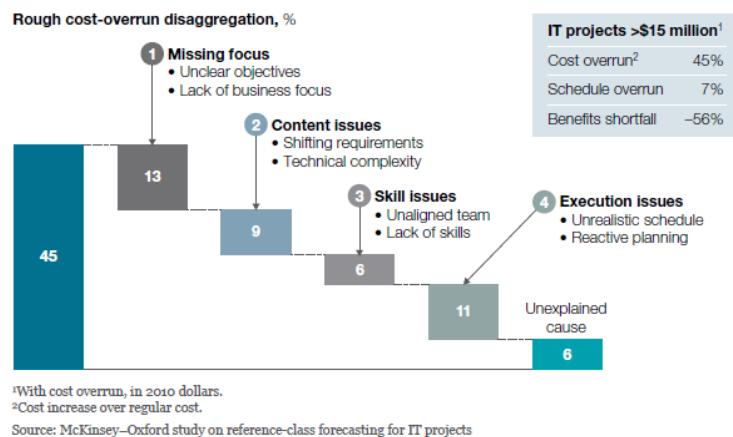 Rough cost-overrun disaggregation, %
IT projects >$15 million¹
Cost overrun² 45%
Schedule overrun 7%
Benefits shortfall –56%
1 Missing focus
• Unclear objectives
• Lack of business focus
2 Content issues
• Shifting requirements
• Technical complexity
3 Skill issues
• Unaligned team
• Lack of skills
4 Execution issues
• Unrealistic schedule
• Reactive planning
45
13
9
6
11
Unexplained
cause
6
¹With cost overrun, in 2010 dollars.
²Cost increase over regular cost.
Source: McKinsey–Oxford study on reference-class forecasting for IT projects